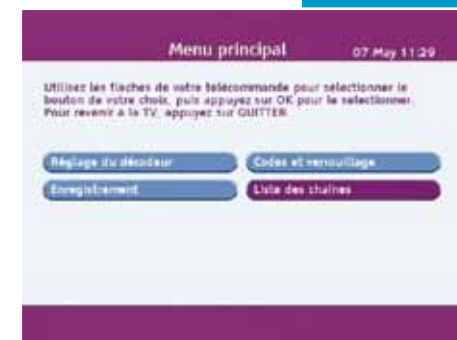 Menu principal
07 May 11:29
Utilisez les flèches de votre télécommande pour sélectionner le
bouton de votre choix, puis appuyez sur OK pour le sélectionner.
Pour revenir à la TV, appuyez sur QUITTER.
Réglage du décodeur
Codes et verrouillage
Enregistrement
Liste des chaînes